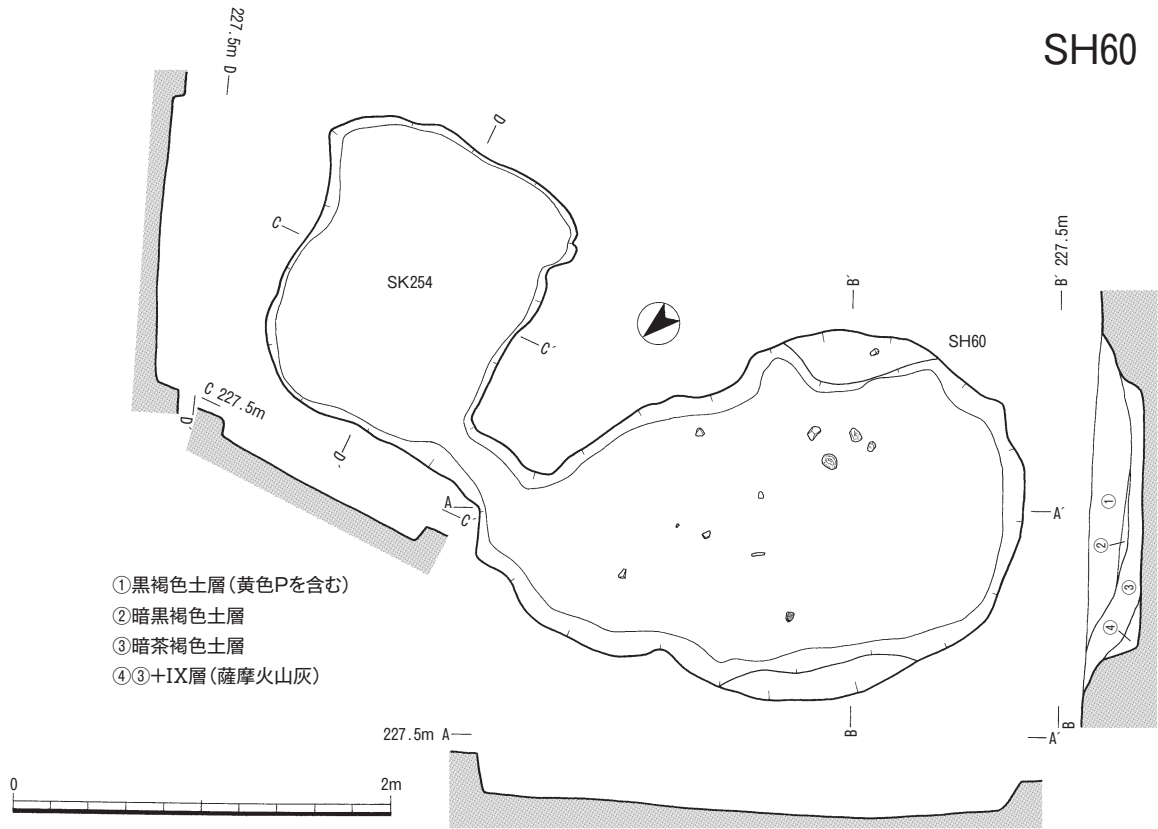 SH60
227.5m D
D
C
SK254
C´
B´
B´ 227.5m
SH60
C 227.5m
D´
D´
A
C´
A´
①
②
③
④
①黒褐色土層（黄色Pを含む）
②暗黒褐色土層
③暗茶褐色土層
④③+IX層（薩摩火山灰）
B
B
227.5m A
A´
0
2m